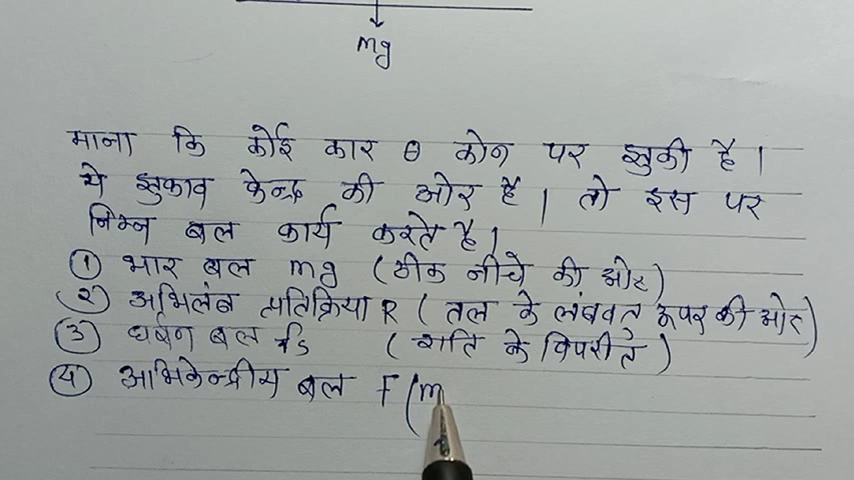 mg
माना कि कोई कार θ कोण पर झुकी है।
ये झुकाव केन्द्र की ओर है। तो इस पर
निम्न बल कार्य करते है।
① भार बल mg (ठीक नीचे की ओर)
② अभिलंब प्रतिक्रिया R (तल के लंबवत् ऊपर की ओर)
③ घर्षण बल fs (गति के विपरीत)
④ अभिकेन्द्रीय बल F (m